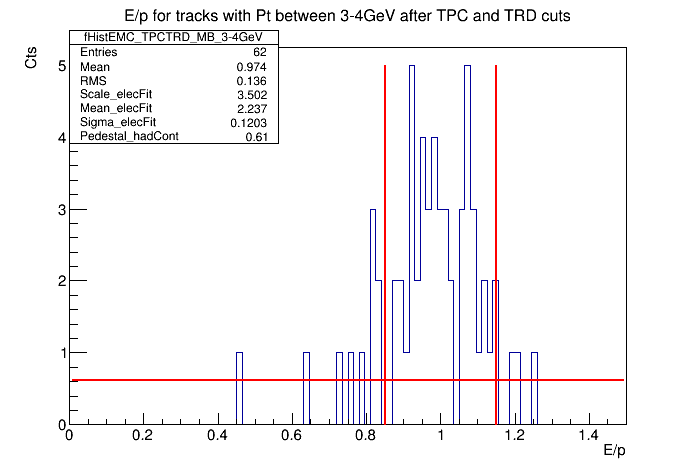 E/p for tracks with Pt between 3-4GeV after TPC and TRD cuts
fHistEMC_TPCTRD_MB_3-4GeV
Entries 62
Mean 0.974
RMS 0.136
Scale_elecFit 3.502
Mean_elecFit 2.237
Sigma_elecFit 0.1203
Pedestal_hadCont 0.61
Cts
5
4
3
2
1
0
0 0.2 0.4 0.6 0.8 1 1.2 1.4
E/p